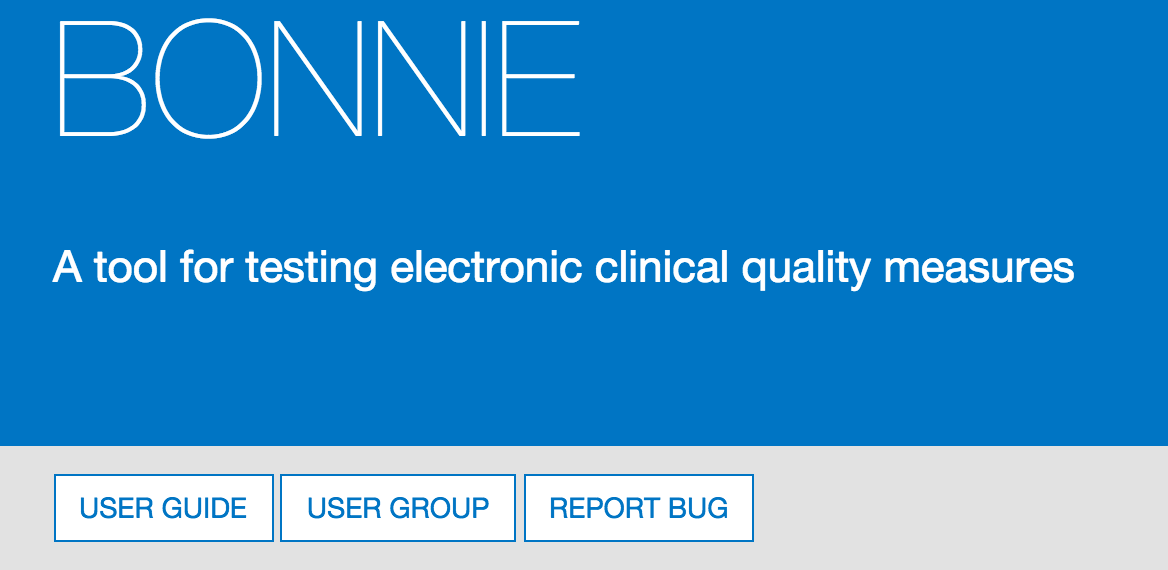 BONNIE
A tool for testing electronic clinical quality measures
USER GUIDE
USER GROUP
REPORT BUG